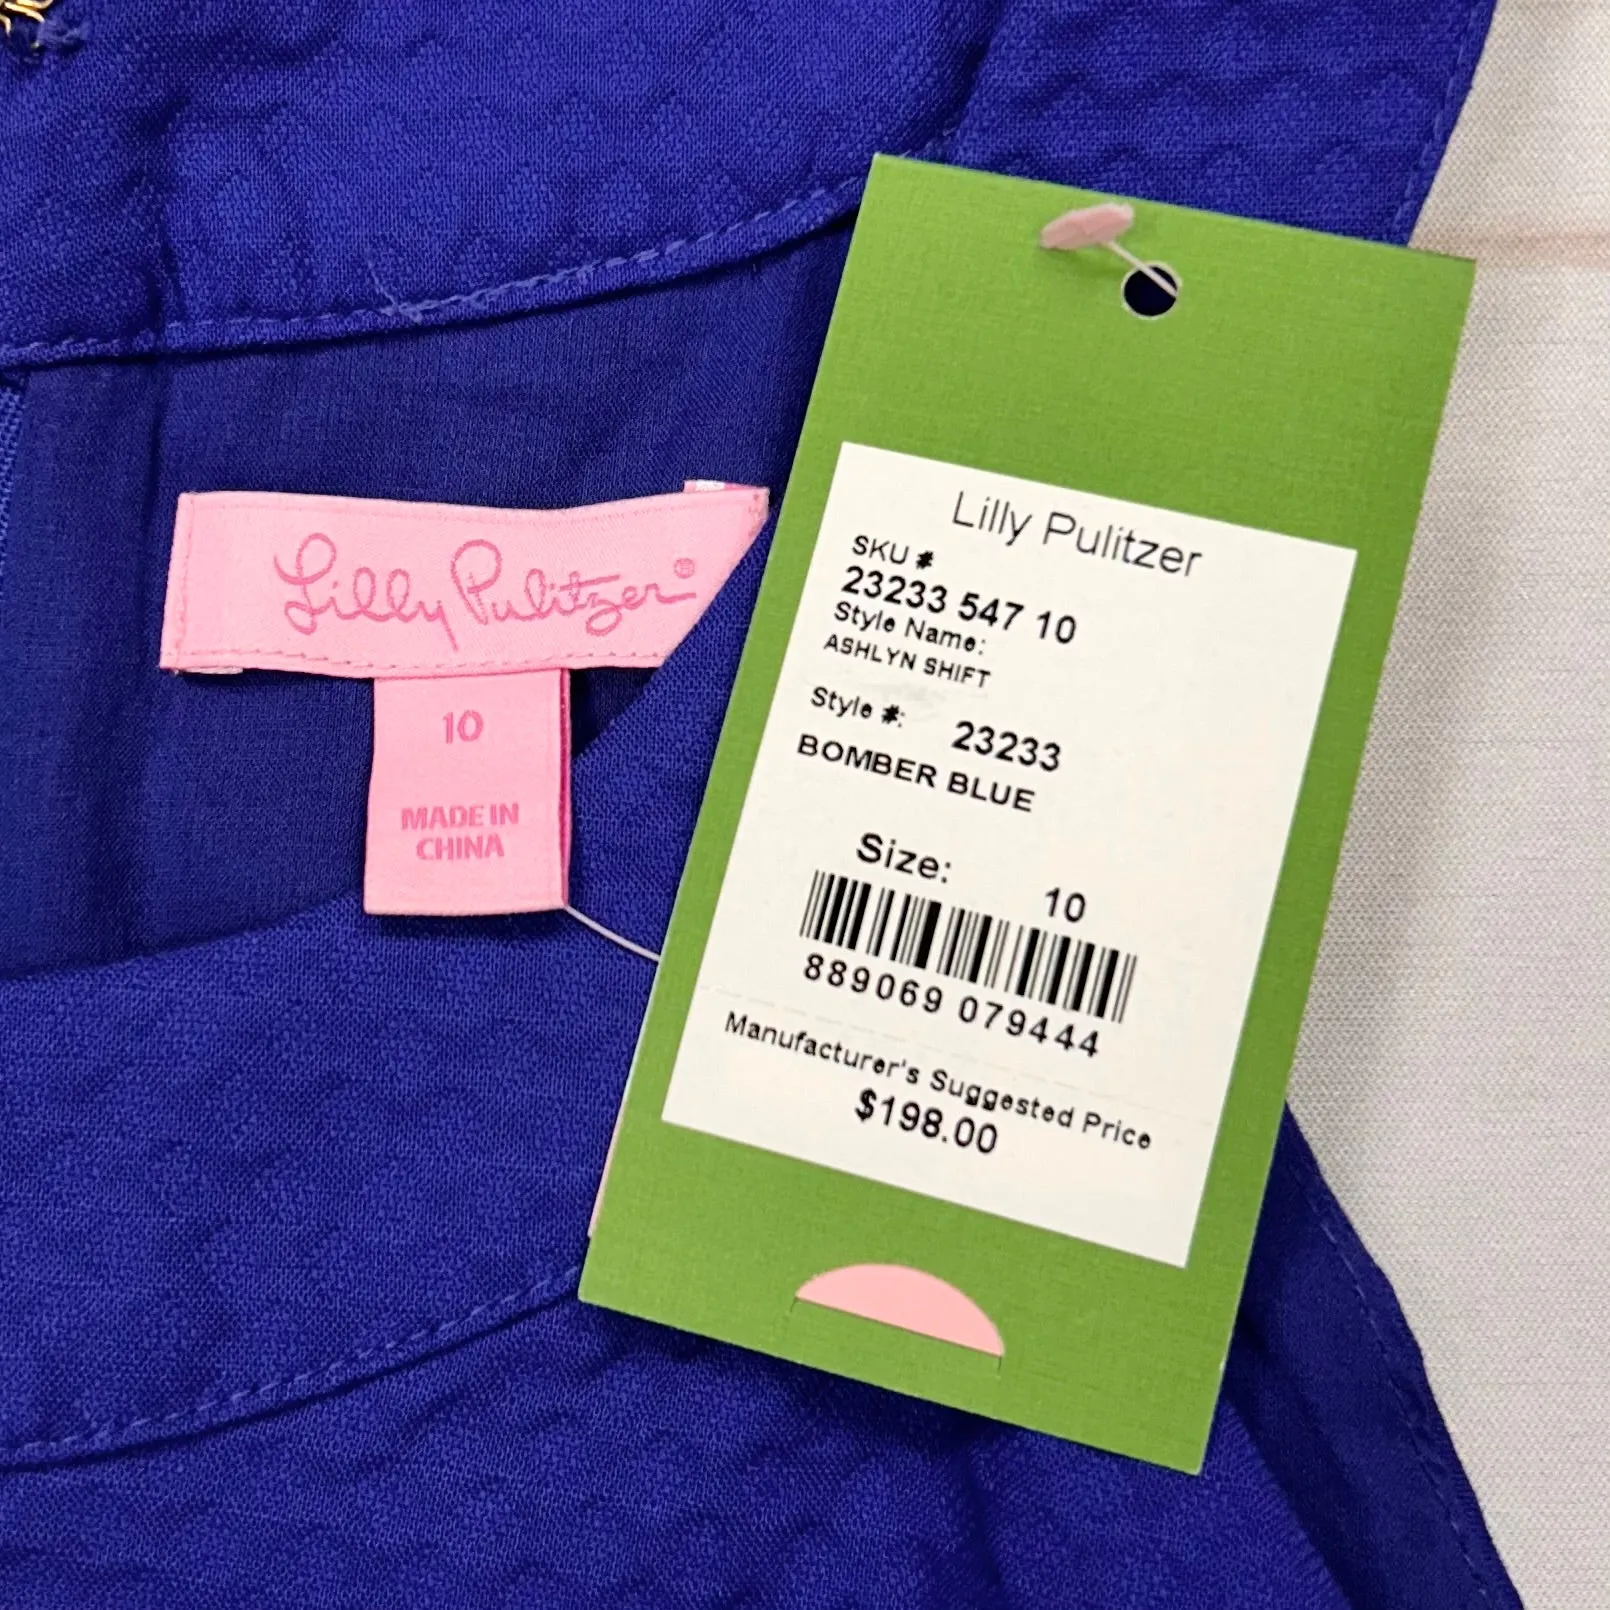 Lilly Pulitzer®
10
MADE IN
CHINA
Lilly Pulitzer
SKU #
23233 547 10
Style Name:
ASHLYN SHIFT
Style #: 23233
BOMBER BLUE
Size: 10
889069 079444
Manufacturer's Suggested Price
$198.00